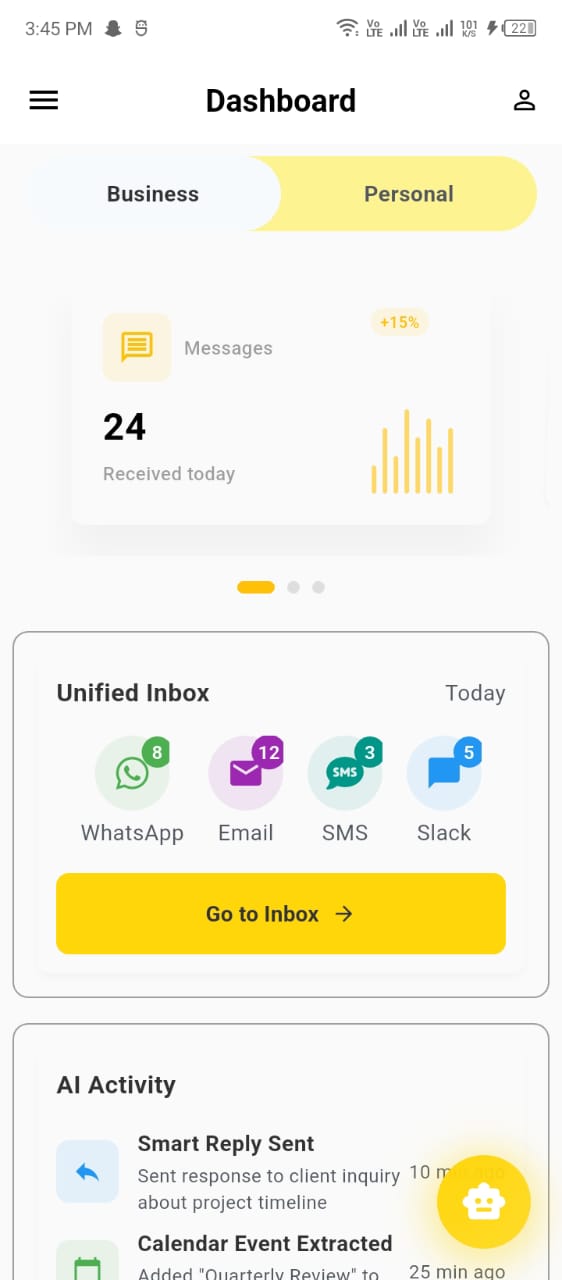 3:45 PM
Vo LTE Vo LTE 101 K/S 22
Dashboard
Business Personal
+15%
Messages
24
Received today
Unified Inbox Today
8 12 3 5
SMS
WhatsApp Email SMS Slack
Go to Inbox →
AI Activity
Smart Reply Sent
Sent response to client inquiry 10 m ago
about project timeline
Calendar Event Extracted
Added "Quarterly Review" to 25 min ago